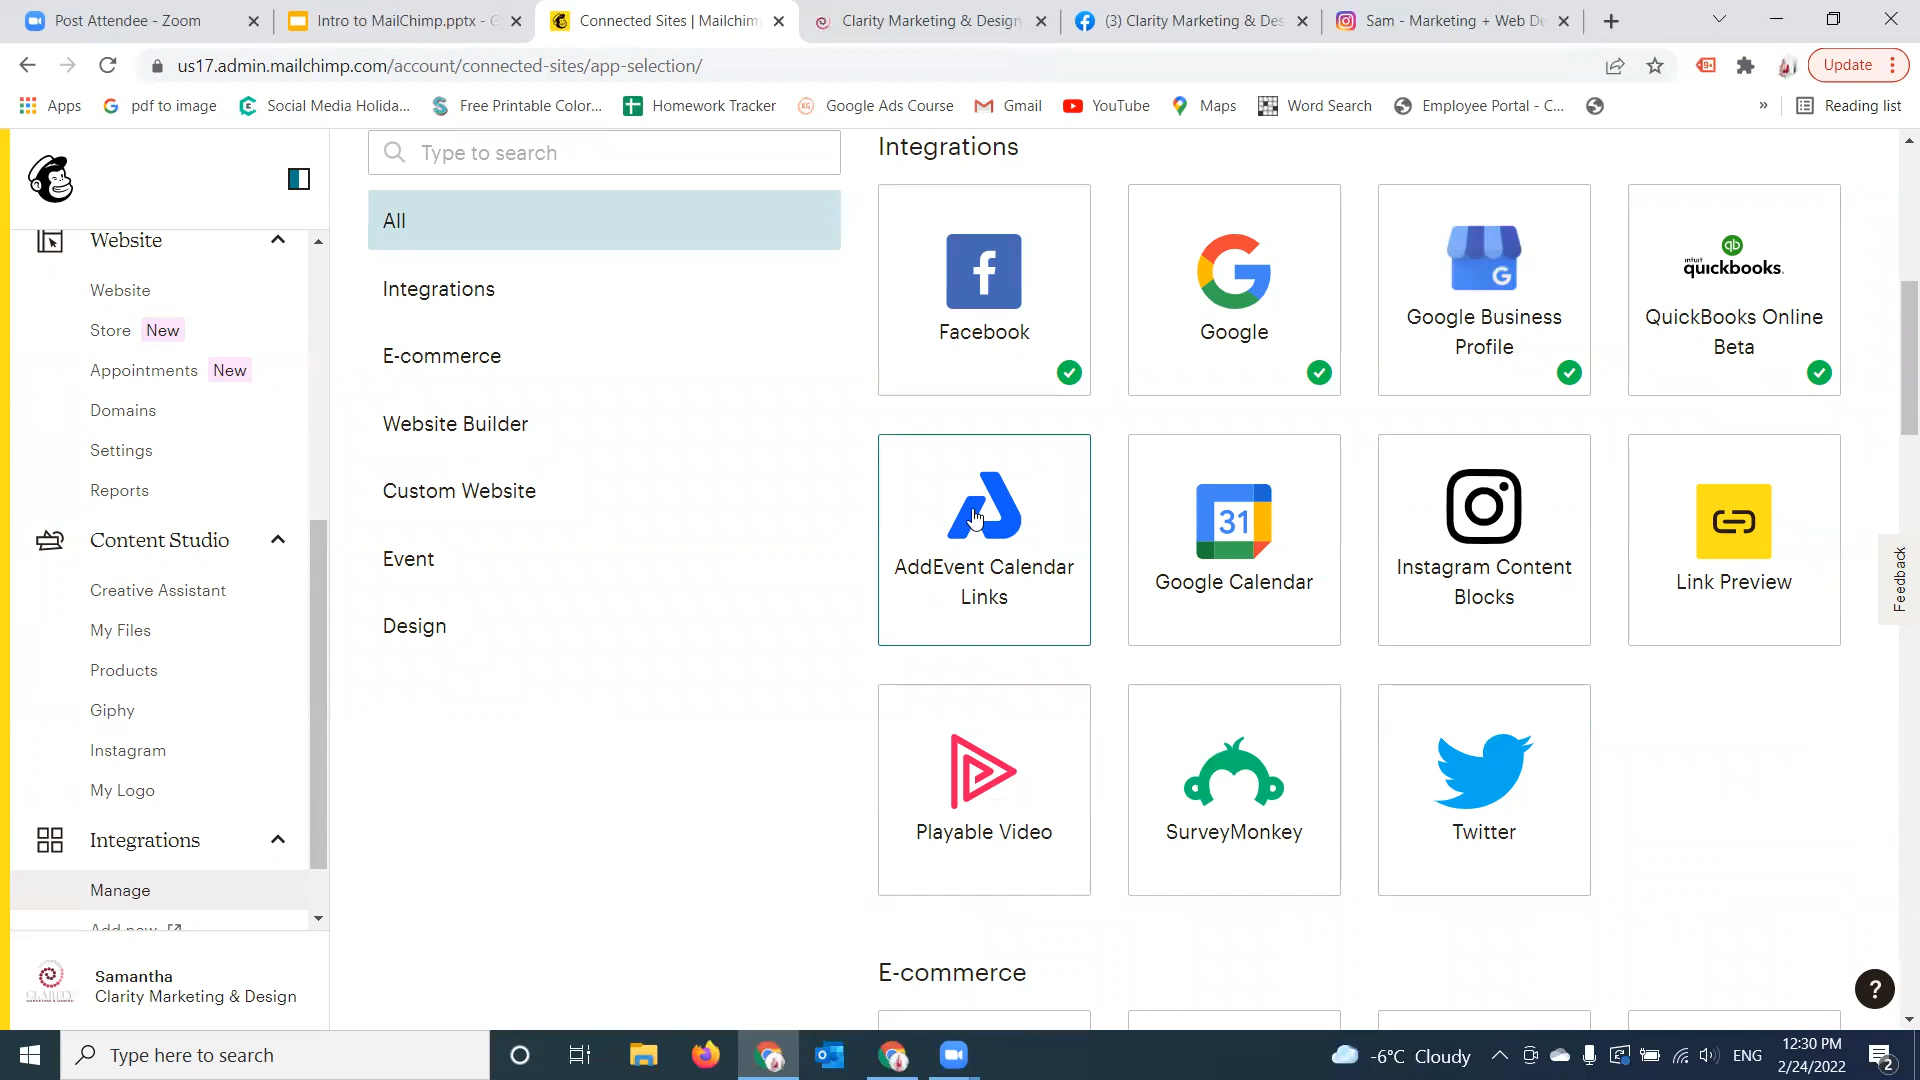 Post Attendee - Zoom
Intro to MailChimp.pptx - G
Connected Sites | Mailchim
Clarity Marketing & Design
(3) Clarity Marketing & Des
Sam - Marketing + Web De
us17.admin.mailchimp.com/account/connected-sites/app-selection/
Update
Apps
pdf to image
Social Media Holida...
Free Printable Color...
Homework Tracker
Google Ads Course
Gmail
YouTube
Maps
Word Search
Employee Portal - C...
»
Reading list
Website
Website
Store New
Appointments New
Domains
Settings
Reports
Content Studio
Creative Assistant
My Files
Products
Giphy
Instagram
My Logo
Integrations
Manage
Add new
Samantha
Clarity Marketing & Design
Type to search
All
Integrations
E-commerce
Website Builder
Custom Website
Event
Design
Integrations
Facebook
Google
Google Business
Profile
qb
intuit
quickbooks.
QuickBooks Online
Beta
AddEvent Calendar
Links
31
Google Calendar
Instagram Content
Blocks
Link Preview
Playable Video
SurveyMonkey
Twitter
E-commerce
Feedback
?
Type here to search
-6°C Cloudy
ENG
12:30 PM
2/24/2022
2